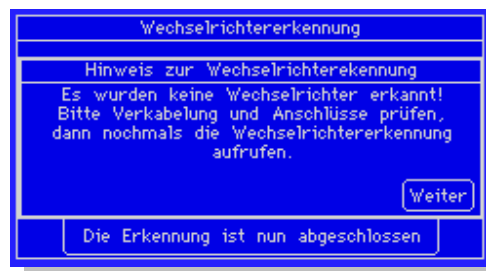 Wechselrichtererkennung
Hinweis zur Wechselrichterekennung
Es wurden keine Wechselrichter erkannt!
Bitte Verkabelung und Anschlüsse prüfen,
dann nochmals die Wechselrichtererkennung
aufrufen.
Weiter
Die Erkennung ist nun abgeschlossen